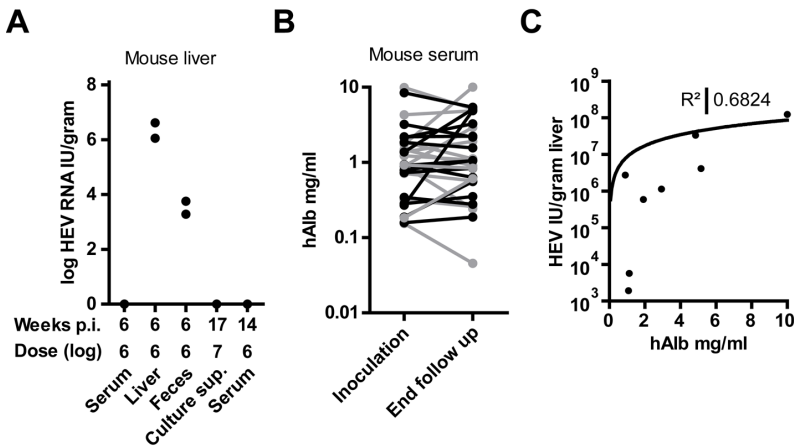 A
Mouse liver
log HEV RNA IU/gram
8
6
4
2
0
Weeks p.i. 6 6 6 17 14
Dose (log) 6 6 6 7 6
Serum
Liver
Feces
Culture sup.
Serum
B
Mouse serum
hAlb mg/ml
10
1
0.1
0.01
Inoculation
End follow up
C
R² 0.6824
HEV IU/gram liver
10⁹
10⁸
10⁷
10⁶
10⁵
10⁴
10³
0 2 4 6 8 10
hAlb mg/ml